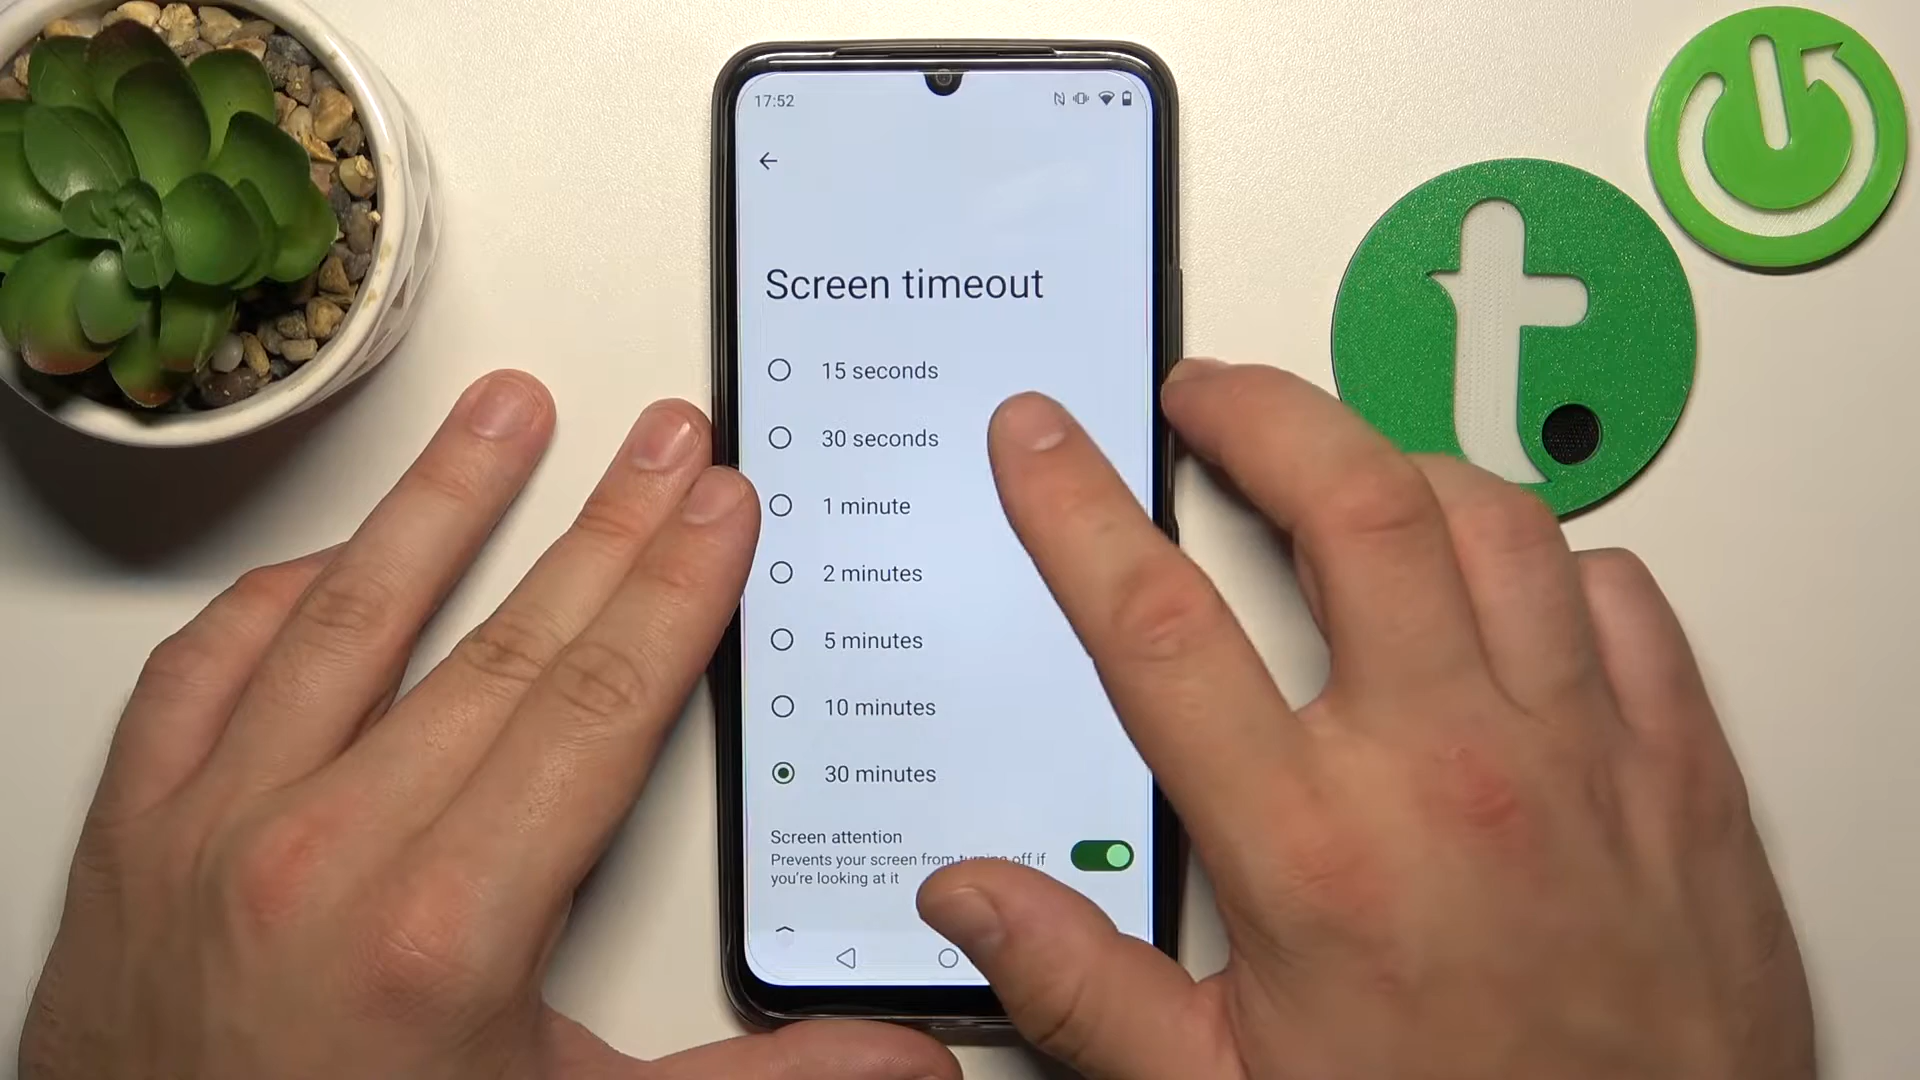 17:52
Screen timeout
15 seconds
30 seconds
1 minute
2 minutes
5 minutes
10 minutes
30 minutes
Screen attention
Prevents your screen from turning off if
you're looking at it
t